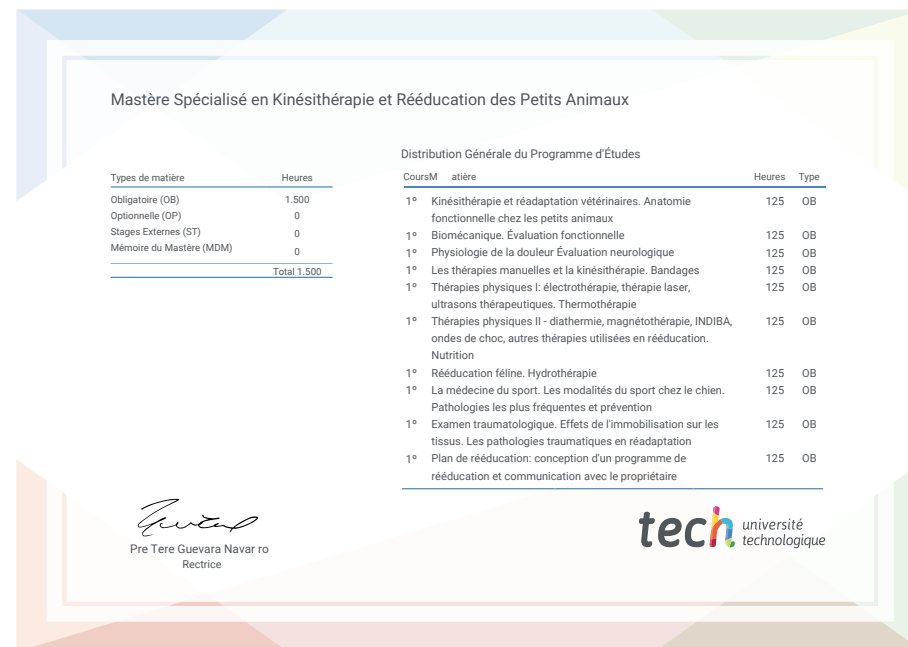 Mastère Spécialisé en Kinésithérapie et Rééducation des Petits Animaux
Types de matière Heures
Obligatoire (OB) 1.500
Optionnelle (OP) 0
Stages Externes (ST) 0
Mémoire du Mastère (MDM) 0
Total 1.500
Distribution Générale du Programme d'Études
CoursM atière Heures Type
1º Kinésithérapie et réadaptation vétérinaires. Anatomie 125 OB
fonctionnelle chez les petits animaux
1º Biomécanique. Évaluation fonctionnelle 125 OB
1º Physiologie de la douleur Évaluation neurologique 125 OB
1º Les thérapies manuelles et la kinésithérapie. Bandages 125 OB
1º Thérapies physiques I: électrothérapie, thérapie laser, 125 OB
ultrasons thérapeutiques. Thermothérapie
1º Thérapies physiques II - diathermie, magnétothérapie, INDIBA, 125 OB
ondes de choc, autres thérapies utilisées en rééducation.
Nutrition
1º Rééducation féline. Hydrothérapie 125 OB
1º La médecine du sport. Les modalités du sport chez le chien. 125 OB
Pathologies les plus fréquentes et prévention
1º Examen traumatologique. Effets de l'immobilisation sur les 125 OB
tissus. Les pathologies traumatiques en réadaptation
1º Plan de rééducation: conception d'un programme de 125 OB
rééducation et communication avec le propriétaire
Pre Tere Guevara Navar ro
Rectrice
tech université
technologique